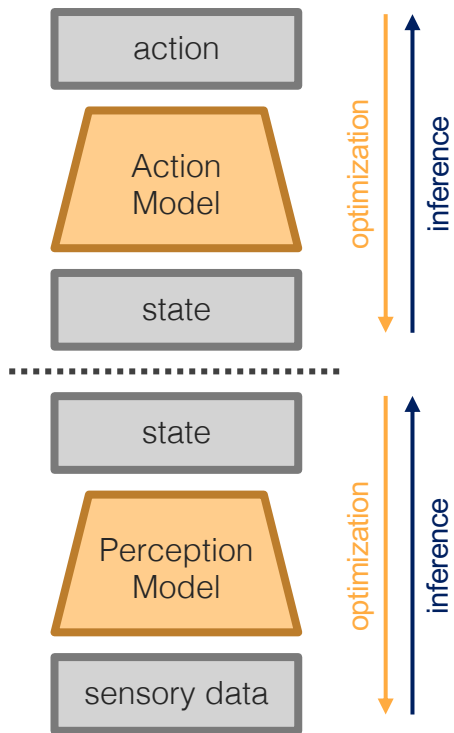 action
Action
Model
state
optimization
inference
state
Perception
Model
sensory data
optimization
inference